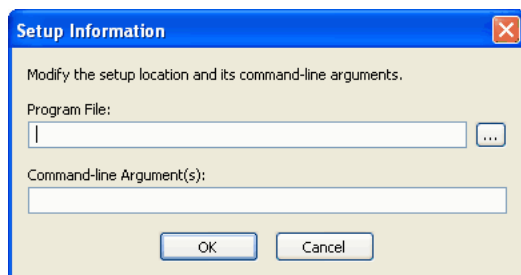 Setup Information
Modify the setup location and its command-line arguments.
Program File:
...
Command-line Argument(s):
OK Cancel